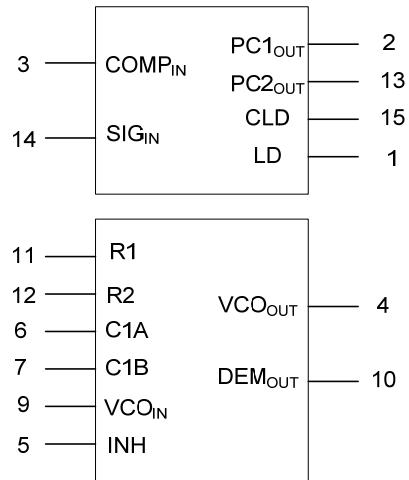 3 COMPIN PC1OUT 2
PC2OUT 13
14 SIGIN CLD 15
LD 1
11 R1
12 R2 VCOOUT 4
6 C1A
7 C1B DEMOUT 10
9 VCOIN
5 INH